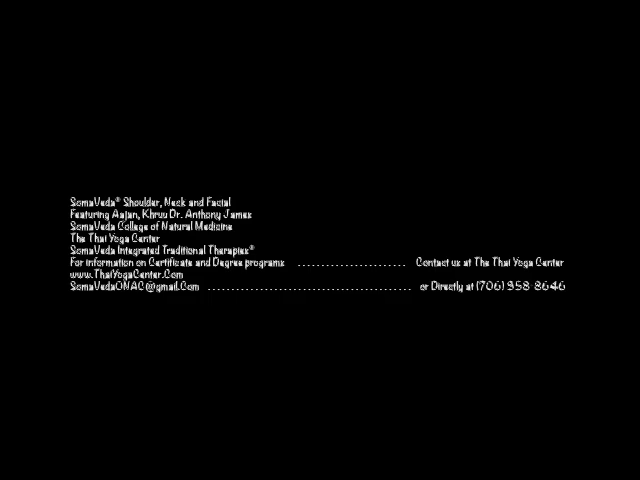 SomaVeda® Shoulder, Neck and Facial
Featuring Aajan, Khruu Dr. Anthony James
SomaVeda College of Natural Medicine
The Thai Yoga Center
SomaVeda Integrated Traditional Therapies®
For information on Certificate and Degree programs ....................... Contact us at The Thai Yoga Center
www.ThaiYogaCenter.Com
SomaVedaONAC@gmail.Com ........................................... or Directly at (706) 958-8646